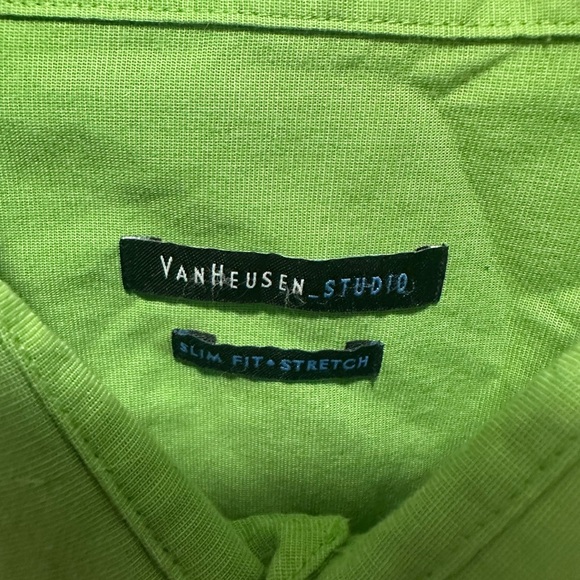 VANHEUSEN_STUDIO
SLIM FIT • STRETCH